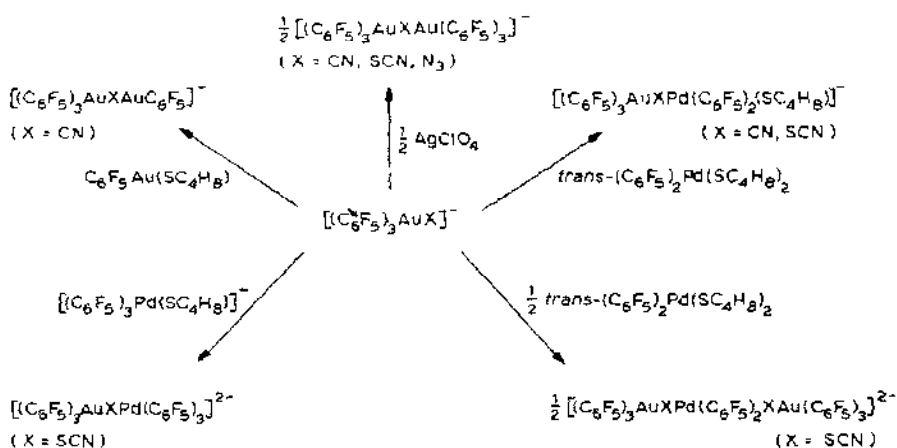 ½[(C₆F₅)₃AuXAu(C₆F₅)₃]⁻
(X = CN, SCN, N₃)
[(C₆F₅)₃AuXAuC₆F₅]⁻
(X = CN)
[(C₆F₅)₃AuXPd(C₆F₅)₂(SC₄H₈)]⁻
(X = CN, SCN)
½ AgClO₄
C₆F₅Au(SC₄H₈)
trans-(C₆F₅)₂Pd(SC₄H₈)₂
[(C₆F₅)₃AuX]⁻
[(C₆F₅)₃Pd(SC₄H₈)]⁻
½ trans-(C₆F₅)₂Pd(SC₄H₈)₂
[(C₆F₅)₃AuXPd(C₆F₅)₃]²⁻
(X = SCN)
½[(C₆F₅)₃AuXPd(C₆F₅)₂XAu(C₆F₅)₃]²⁻
(X = SCN)